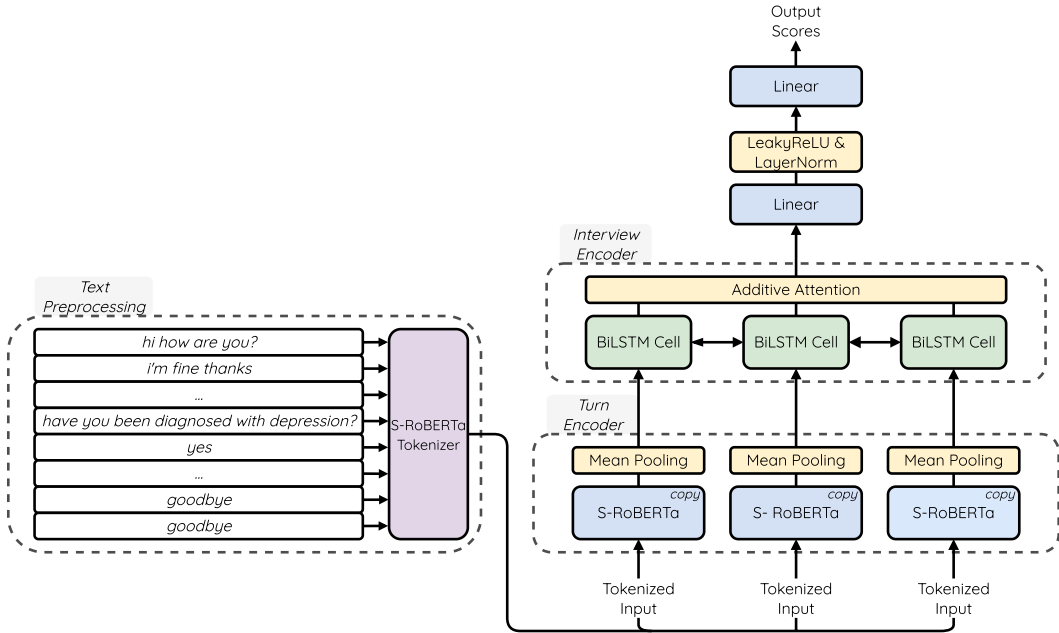 Output
Scores
Linear
LeakyReLU &
LayerNorm
Linear
Interview
Encoder
Additive Attention
BiLSTM Cell
BiLSTM Cell
BiLSTM Cell
Text
Preprocessing
hi how are you?
i'm fine thanks
...
have you been diagnosed with depression?
yes
...
goodbye
goodbye
S-RoBERTa
Tokenizer
Turn
Encoder
Mean Pooling
Mean Pooling
Mean Pooling
copy
S-RoBERTa
copy
S- RoBERTa
copy
S-RoBERTa
Tokenized
Input
Tokenized
Input
Tokenized
Input